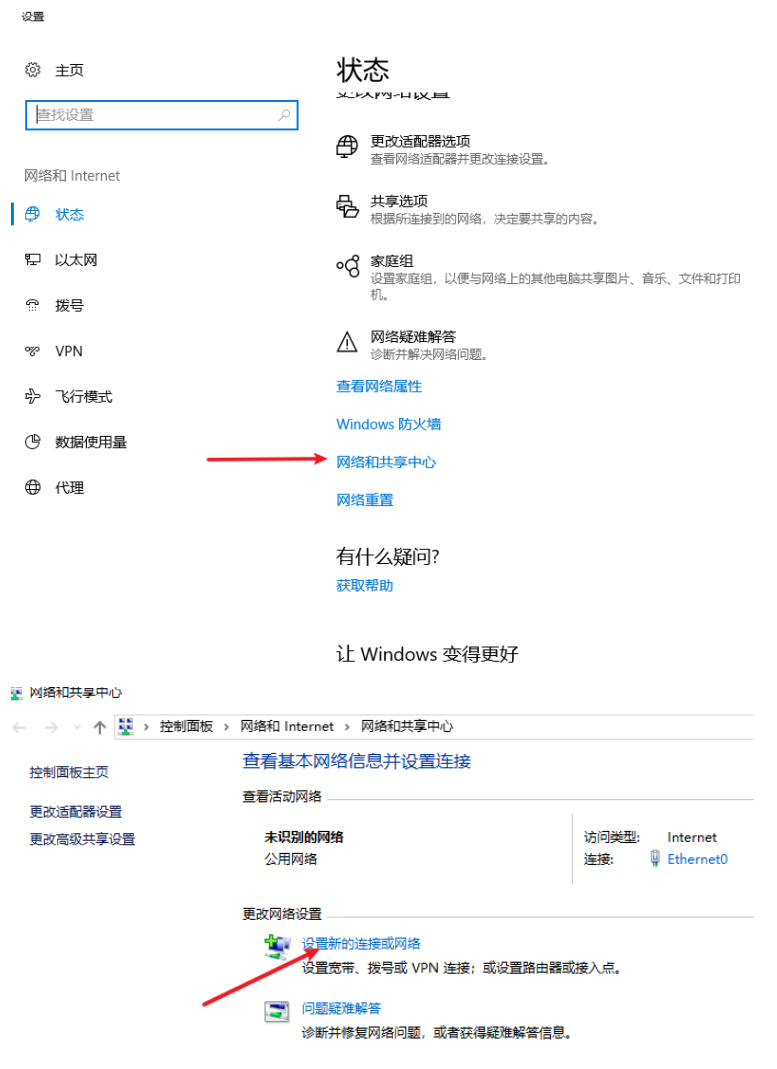 设置
主页
查找设置
网络和 Internet
状态
以太网
拨号
VPN
飞行模式
数据使用量
代理
状态
更改网络设置
更改适配器选项
查看网络适配器并更改连接设置。
共享选项
根据所连接到的网络，决定要共享的内容。
家庭组
设置家庭组，以便与网络上的其他电脑共享图片、音乐、文件和打印
机。
网络疑难解答
诊断并解决网络问题。
查看网络属性
Windows 防火墙
网络和共享中心
网络重置
有什么疑问?
获取帮助
让 Windows 变得更好
网络和共享中心
控制面板 › 网络和 Internet › 网络和共享中心
控制面板主页
更改适配器设置
更改高级共享设置
查看基本网络信息并设置连接
查看活动网络
未识别的网络
公用网络
访问类型: Internet
连接: Ethernet0
更改网络设置
设置新的连接或网络
设置宽带、拨号或 VPN 连接；或设置路由器或接入点。
问题疑难解答
诊断并修复网络问题，或者获得疑难解答信息。